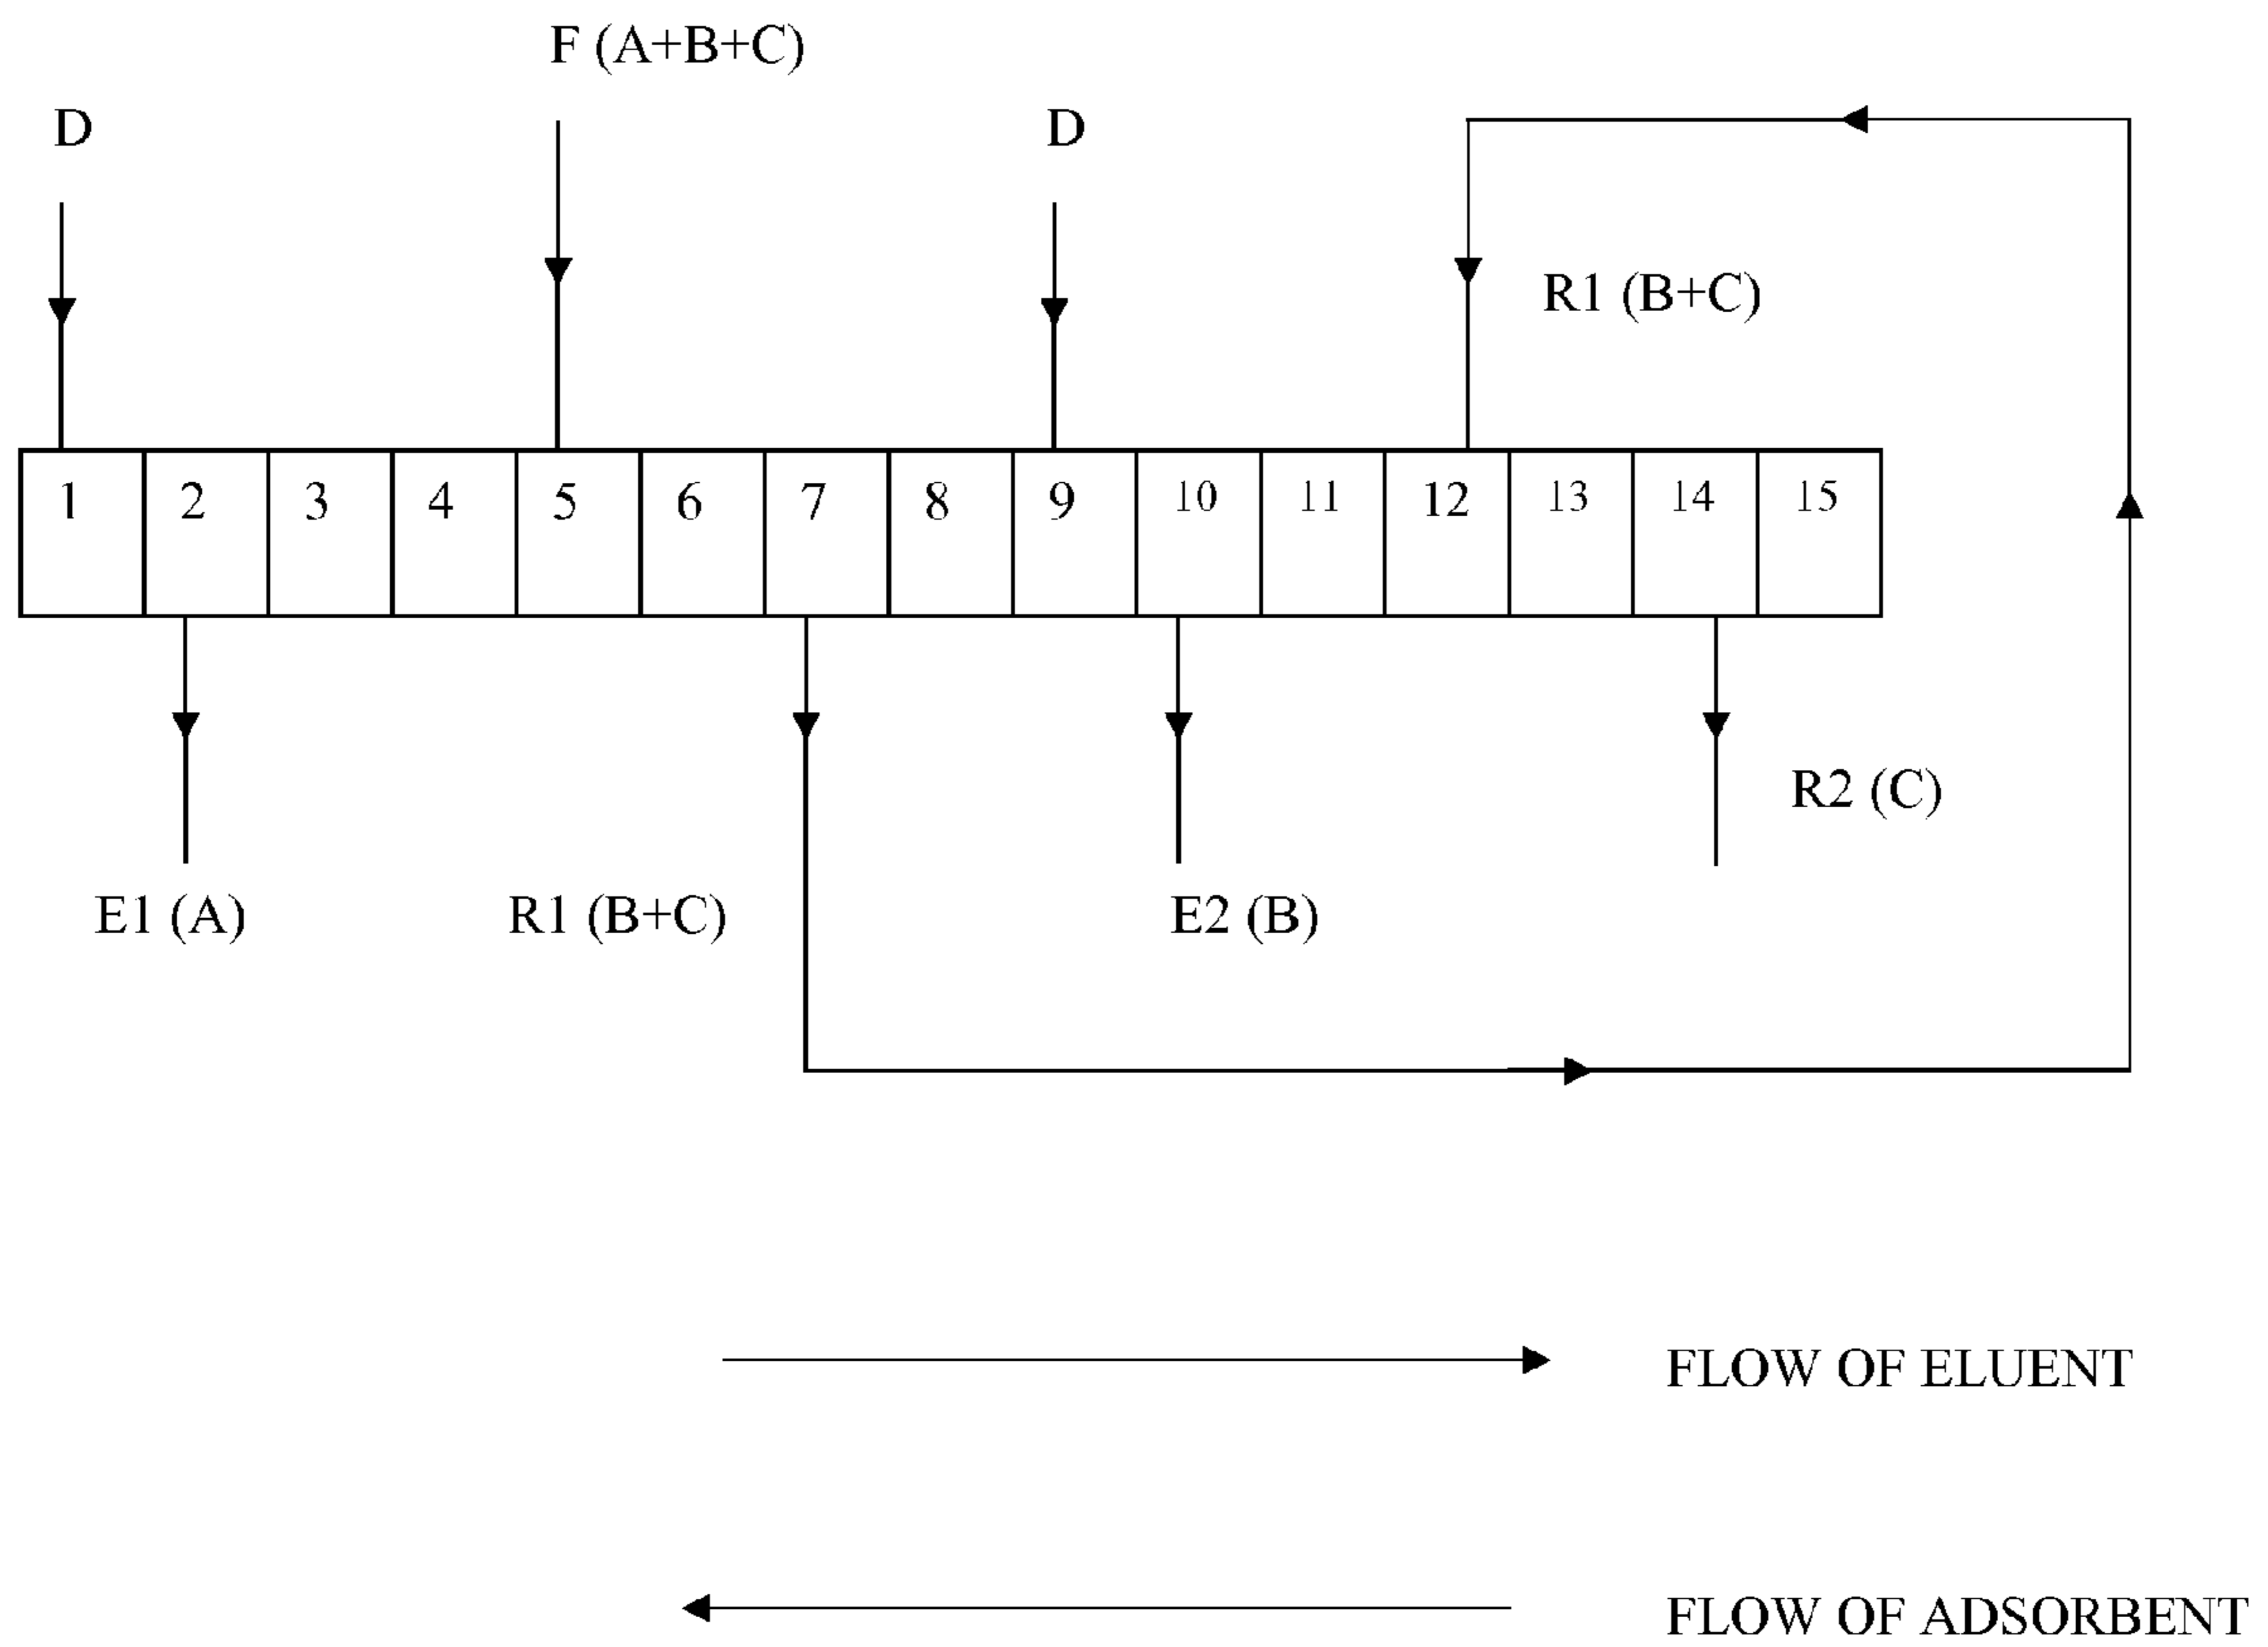 F (A+B+C)
D
D
R1 (B+C)
1 2 3 4 5 6 7 8 9 10 11 12 13 14 15
R2 (C)
E1 (A)
R1 (B+C)
E2 (B)
FLOW OF ELUENT
FLOW OF ADSORBENT